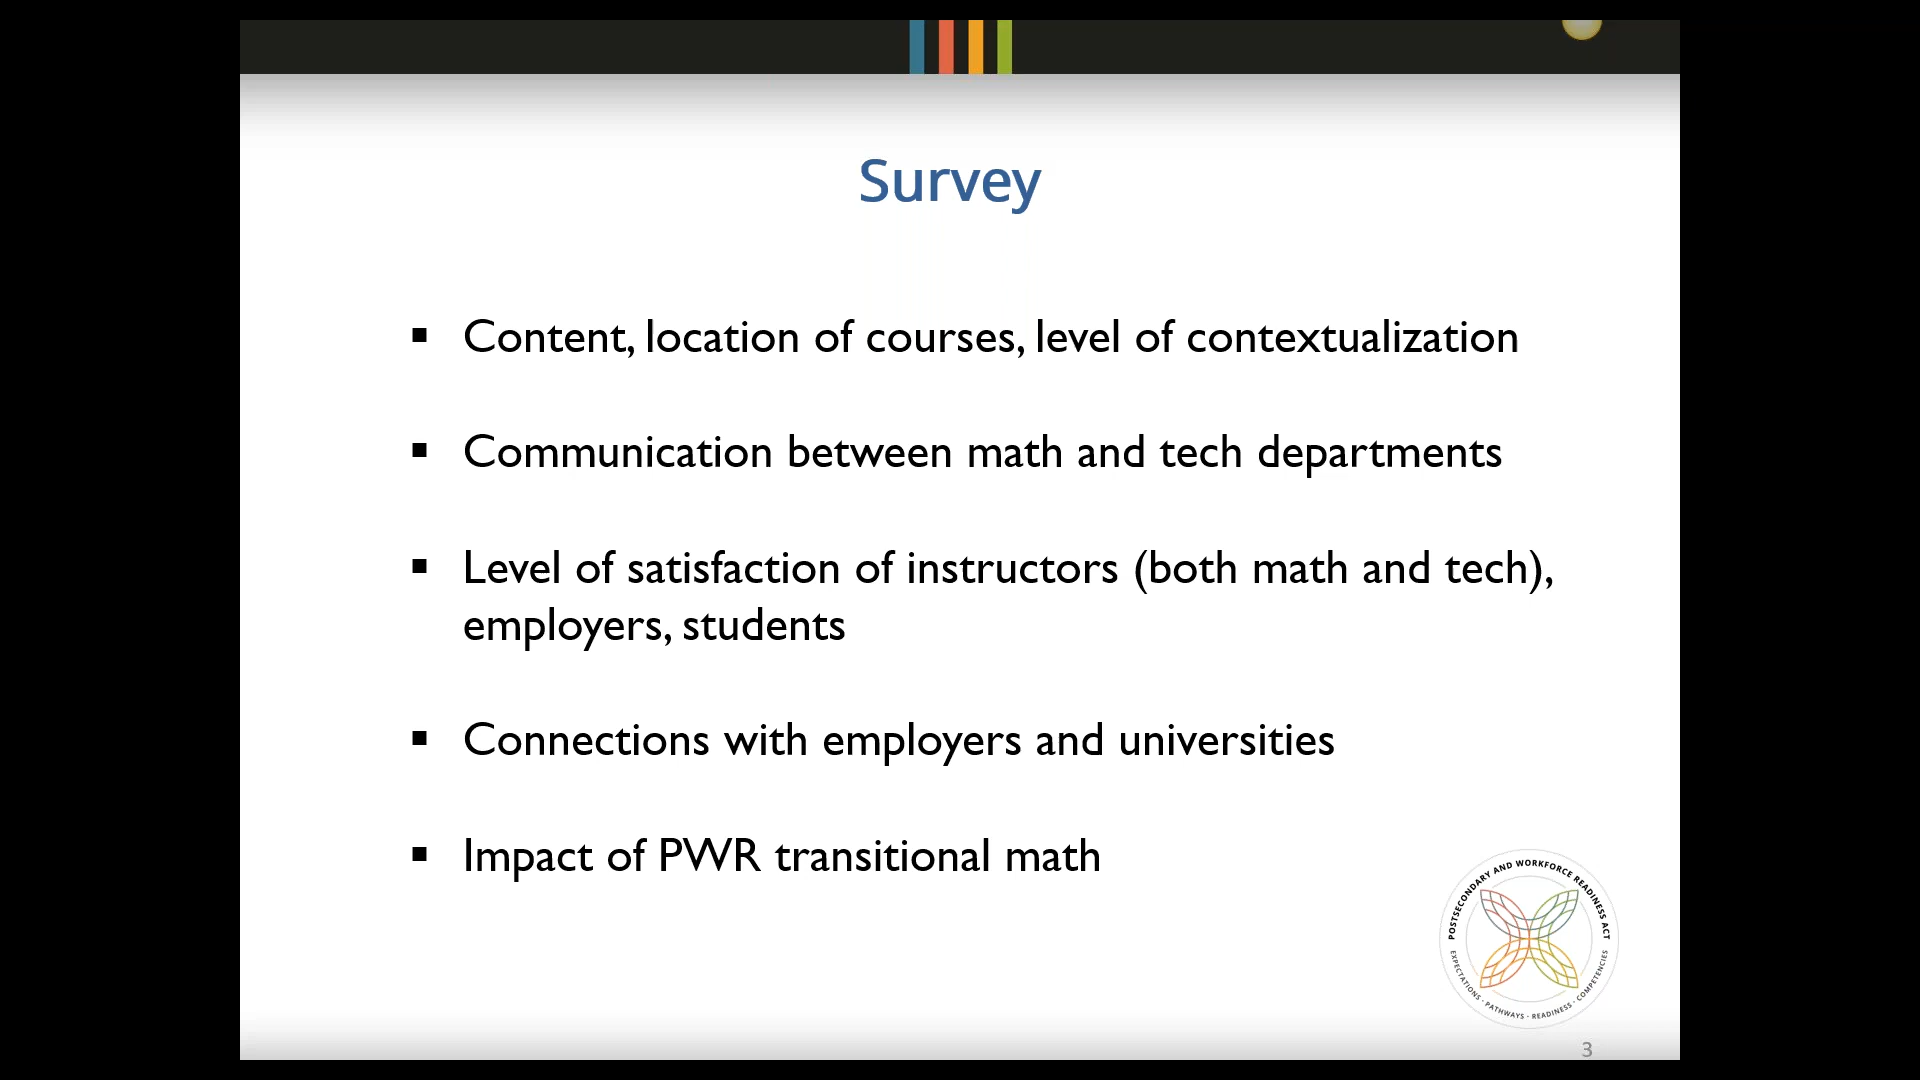 Survey
▪ Content, location of courses, level of contextualization
▪ Communication between math and tech departments
▪ Level of satisfaction of instructors (both math and tech),
employers, students
▪ Connections with employers and universities
▪ Impact of PWR transitional math
POSTSECONDARY AND WORKFORCE READINESS ACT
EXPECTATIONS · PATHWAYS · READINESS · COMPETENCIES
3